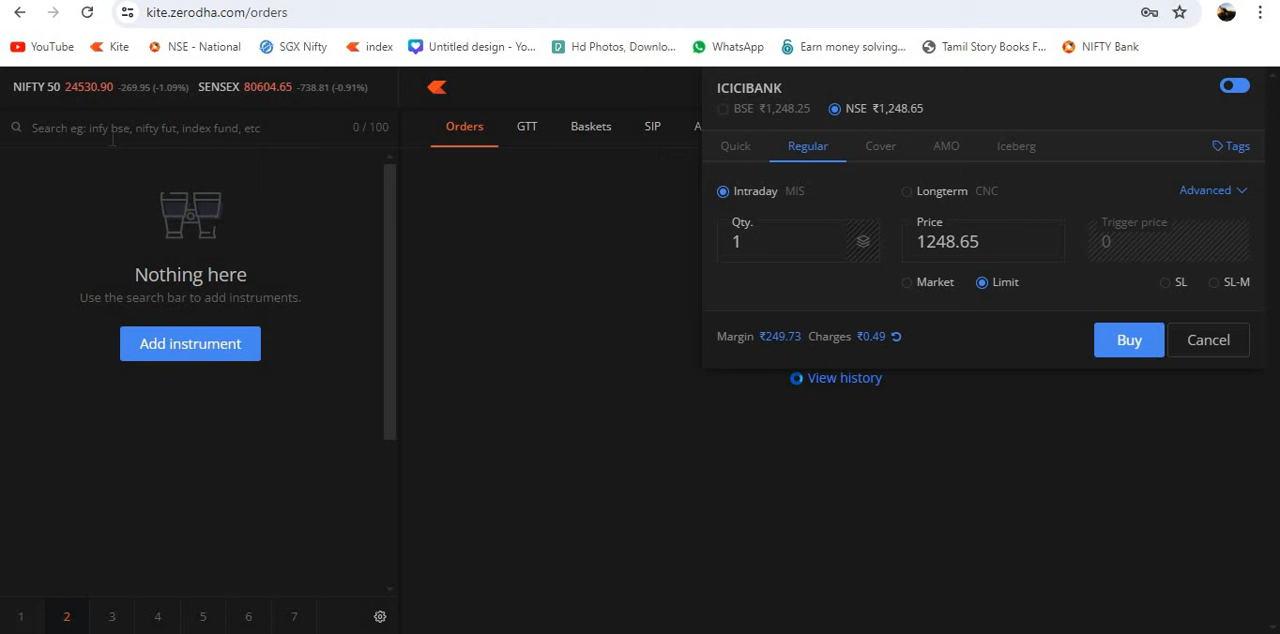 kite.zerodha.com/orders
YouTube Kite NSE - National SGX Nifty index Untitled design - Yo... Hd Photos, Downlo... WhatsApp Earn money solving... Tamil Story Books F... NIFTY Bank
NIFTY 50 24530.90 -269.95 (-1.09%) SENSEX 80604.65 -738.81 (-0.91%)
Search eg: infy bse, nifty fut, index fund, etc 0 / 100
Nothing here
Use the search bar to add instruments.
Add instrument
1 2 3 4 5 6 7
Orders GTT Baskets SIP A
ICICIBANK
BSE ₹1,248.25 NSE ₹1,248.65
Quick Regular Cover AMO Iceberg Tags
Intraday MIS Longterm CNC Advanced
Qty. Price Trigger price
1 1248.65 0
Market Limit SL SL-M
Margin ₹249.73 Charges ₹0.49 Buy Cancel
View history